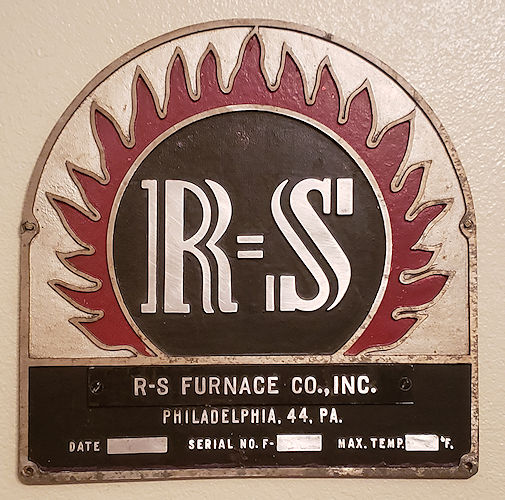 R=S
R-S FURNACE CO., INC.
PHILADELPHIA, 44, PA.
DATE SERIAL NO. F- MAX. TEMP. °F.